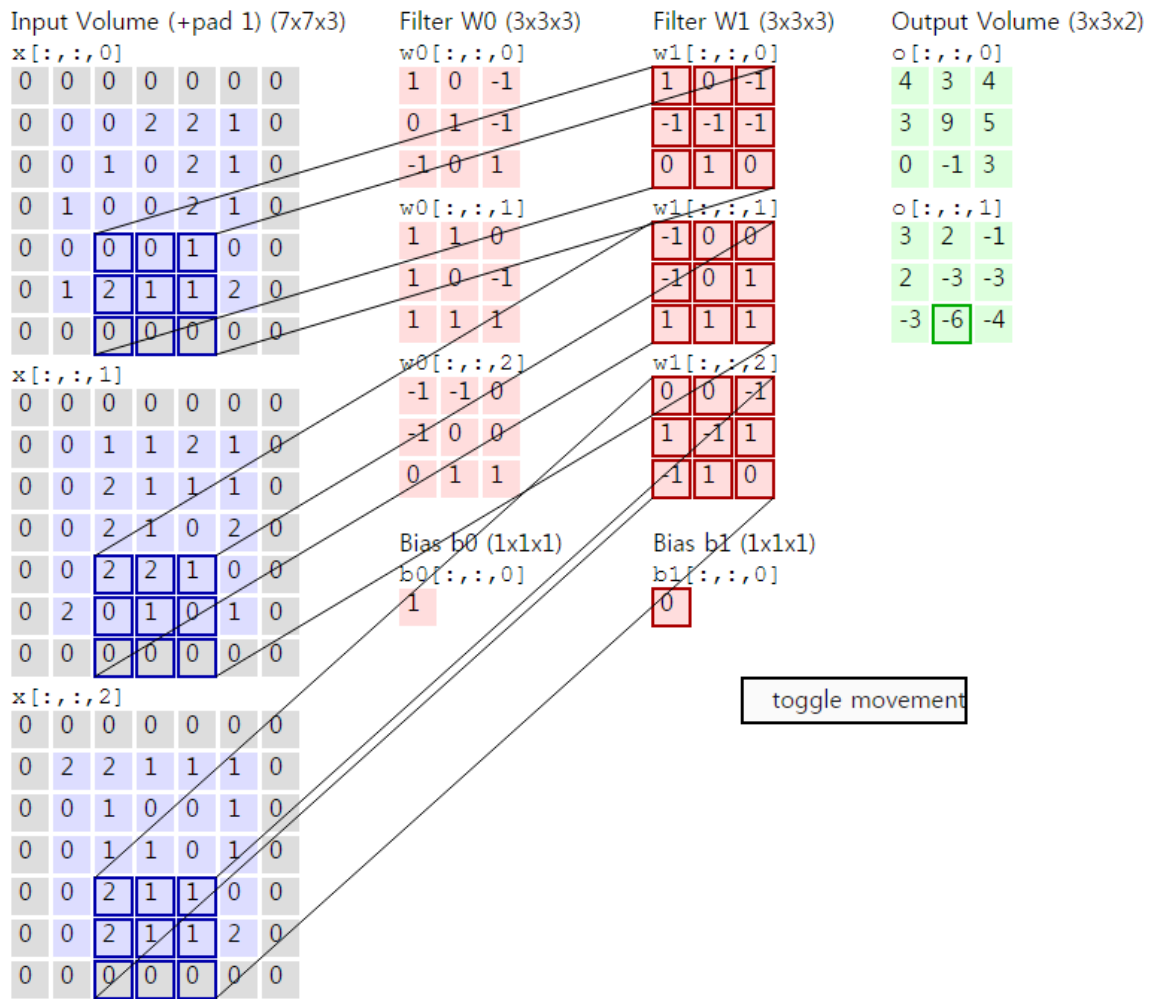 Input Volume (+pad 1) (7x7x3)
x[:,:,0]
0 0 0 0 0 0 0
0 0 0 2 2 1 0
0 0 1 0 2 1 0
0 1 0 0 2 1 0
0 0 0 0 1 0 0
0 1 2 1 1 2 0
0 0 0 0 0 0 0
x[:,:,1]
0 0 0 0 0 0 0
0 0 1 1 2 1 0
0 0 2 1 1 1 0
0 0 2 1 0 2 0
0 0 2 2 1 0 0
0 2 0 1 0 1 0
0 0 0 0 0 0 0
x[:,:,2]
0 0 0 0 0 0 0
0 2 2 1 1 1 0
0 0 1 0 0 1 0
0 0 1 1 0 1 0
0 0 2 1 1 0 0
0 0 2 1 1 2 0
0 0 0 0 0 0 0
Filter W0 (3x3x3)
w0[:,:,0]
1 0 -1
0 1 -1
-1 0 1
w0[:,:,1]
1 1 0
1 0 -1
1 1 1
w0[:,:,2]
-1 -1 0
-1 0 0
0 1 1
Bias b0 (1x1x1)
b0[:,:,0]
1
Filter W1 (3x3x3)
w1[:,:,0]
1 0 -1
-1 -1 -1
0 1 0
w1[:,:,1]
-1 0 0
-1 0 1
1 1 1
w1[:,:,2]
0 0 -1
1 -1 1
-1 1 0
Bias b1 (1x1x1)
b1[:,:,0]
0
Output Volume (3x3x2)
o[:,:,0]
4 3 4
3 9 5
0 -1 3
o[:,:,1]
3 2 -1
2 -3 -3
-3 -6 -4
toggle movement